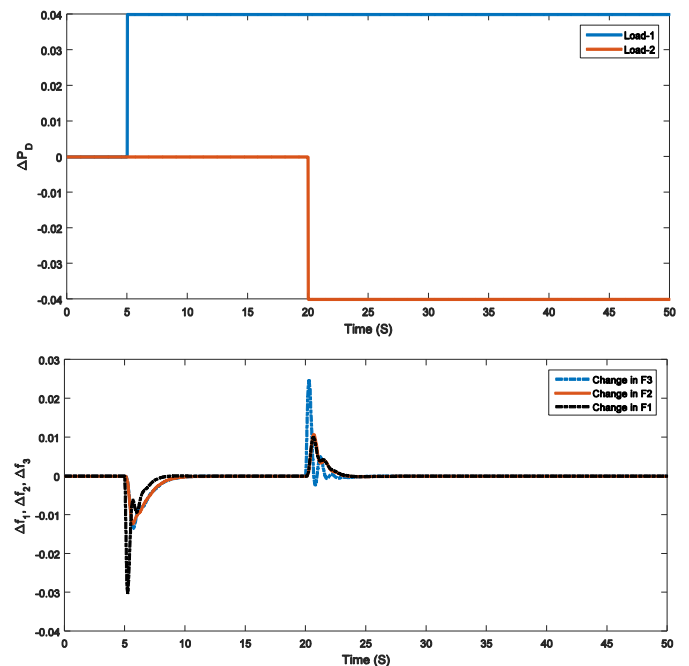 0.04
0.03
0.02
0.01
0
-0.01
-0.02
-0.03
-0.04
ΔP_D
Load-1
Load-2
0 5 10 15 20 25 30 35 40 45 50
Time (S)
0.03
0.02
0.01
0
-0.01
-0.02
-0.03
-0.04
Δf_1, Δf_2, Δf_3
Change in F3
Change in F2
Change in F1
0 5 10 15 20 25 30 35 40 45 50
Time (S)